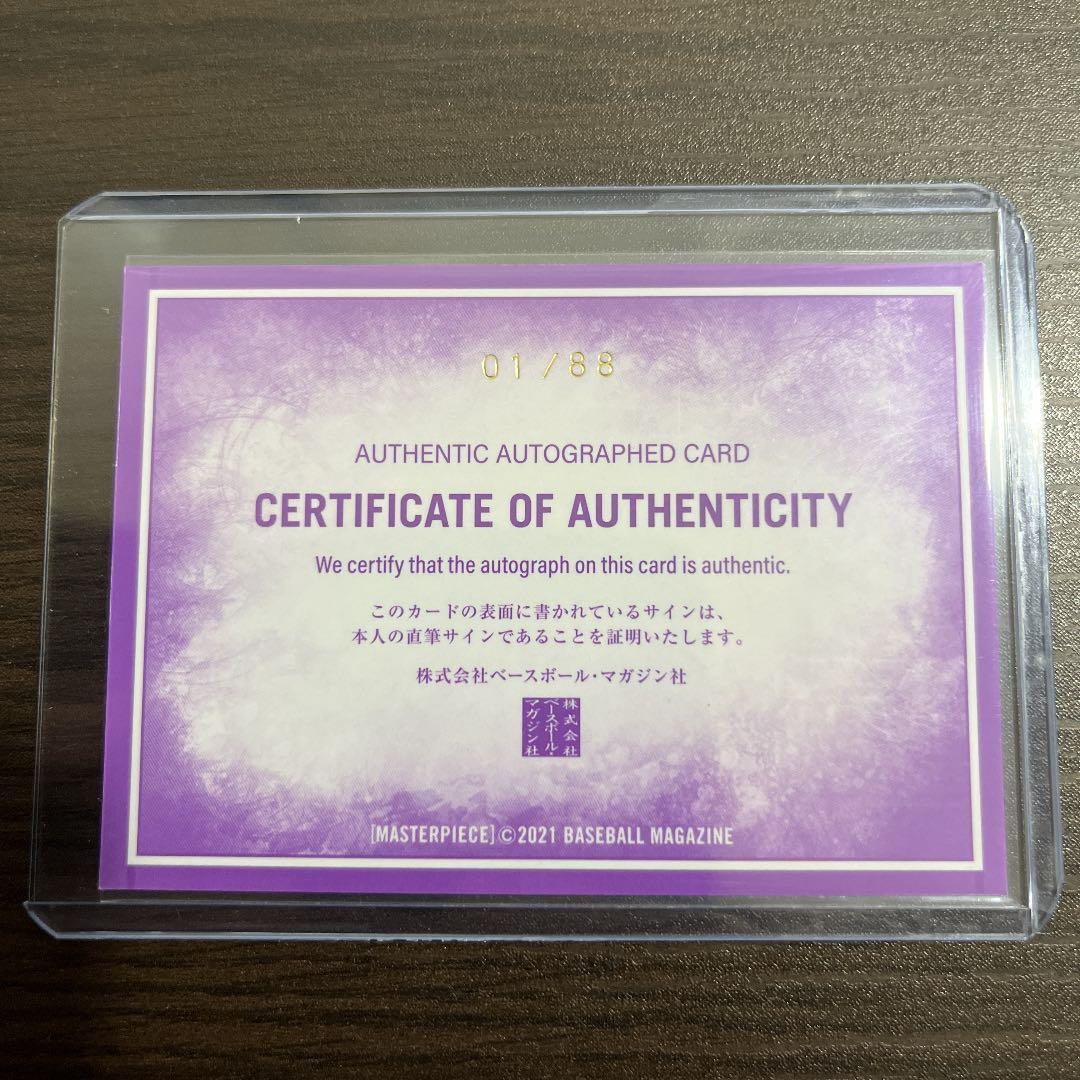 01/88
AUTHENTIC AUTOGRAPHED CARD
CERTIFICATE OF AUTHENTICITY
We certify that the autograph on this card is authentic.
このカードの表面に書かれているサインは、
本人の直筆サインであることを証明いたします。
株式会社ベースボール・マガジン社
株式会社
ベースボール・
マガジン社
[MASTERPIECE]©2021 BASEBALL MAGAZINE